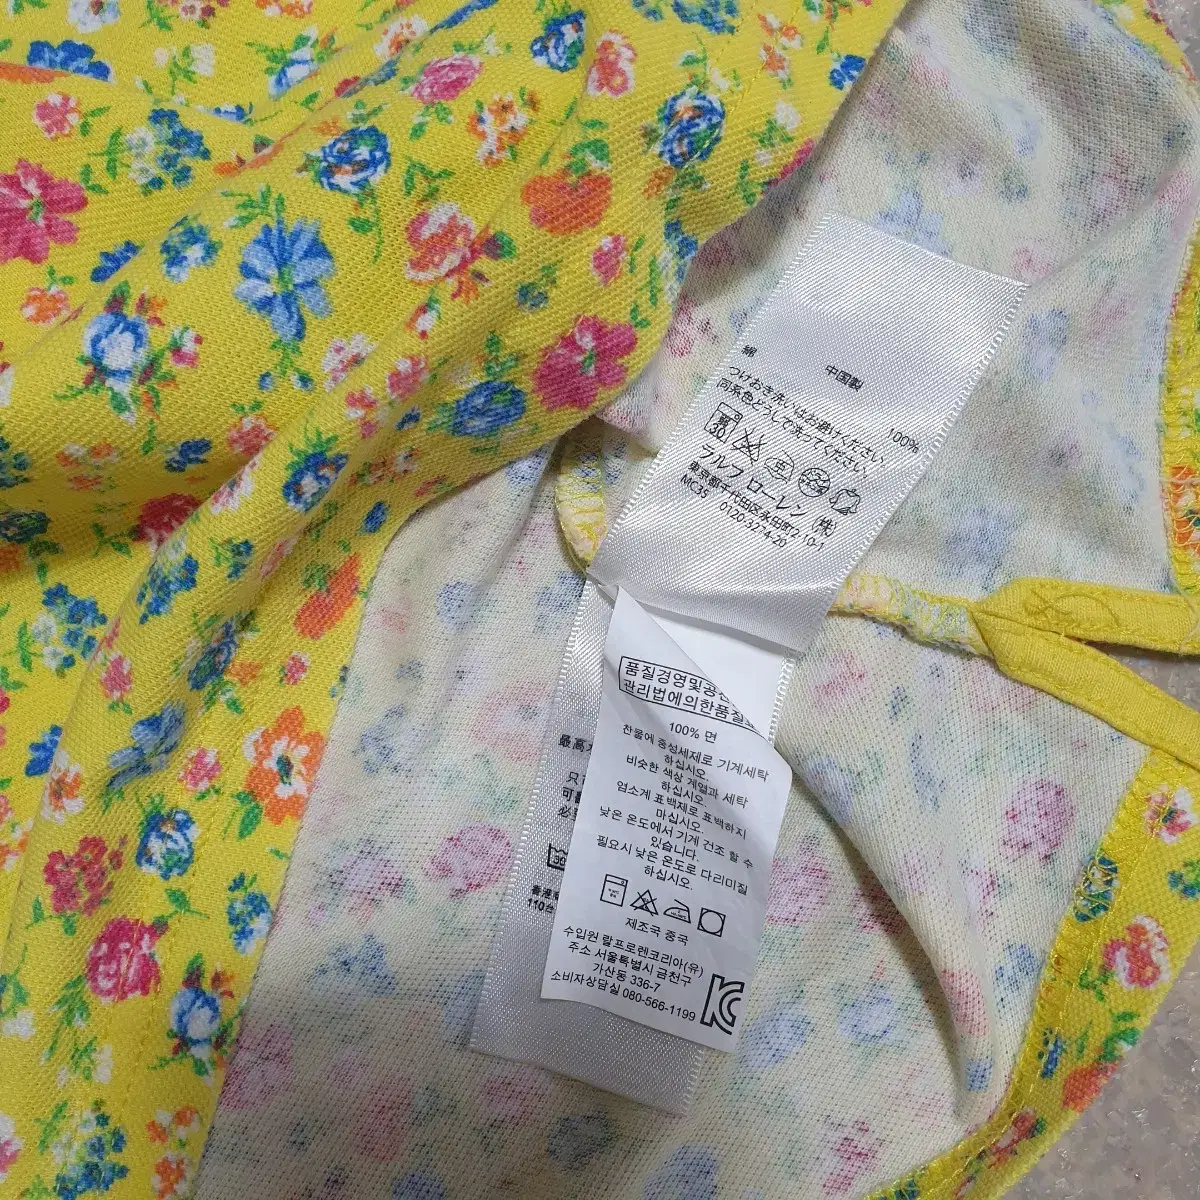 綿 100%
中国製
つけおき洗いはお避けください。
同系色どうしで洗ってください。
ラルフ ローレン (株)
東京都千代田区永田町2-10-1
MC35 0120-3274-20
품질경영및공
관리법에의한품질
100% 면
찬물에 중성세제로 기계세탁
하십시오.
비슷한 색상 계열과 세탁
하십시오.
염소계 표백제로 표백하지
마십시오.
낮은 온도에서 기계 건조 할 수
있습니다.
필요시 낮은 온도로 다리미질
하십시오.
제조국 중국
수입원 랄프로렌코리아(유)
주소 서울특별시 금천구
가산동 336-7
소비자상담실 080-566-1199
最高
只
可
必
30
香港
110